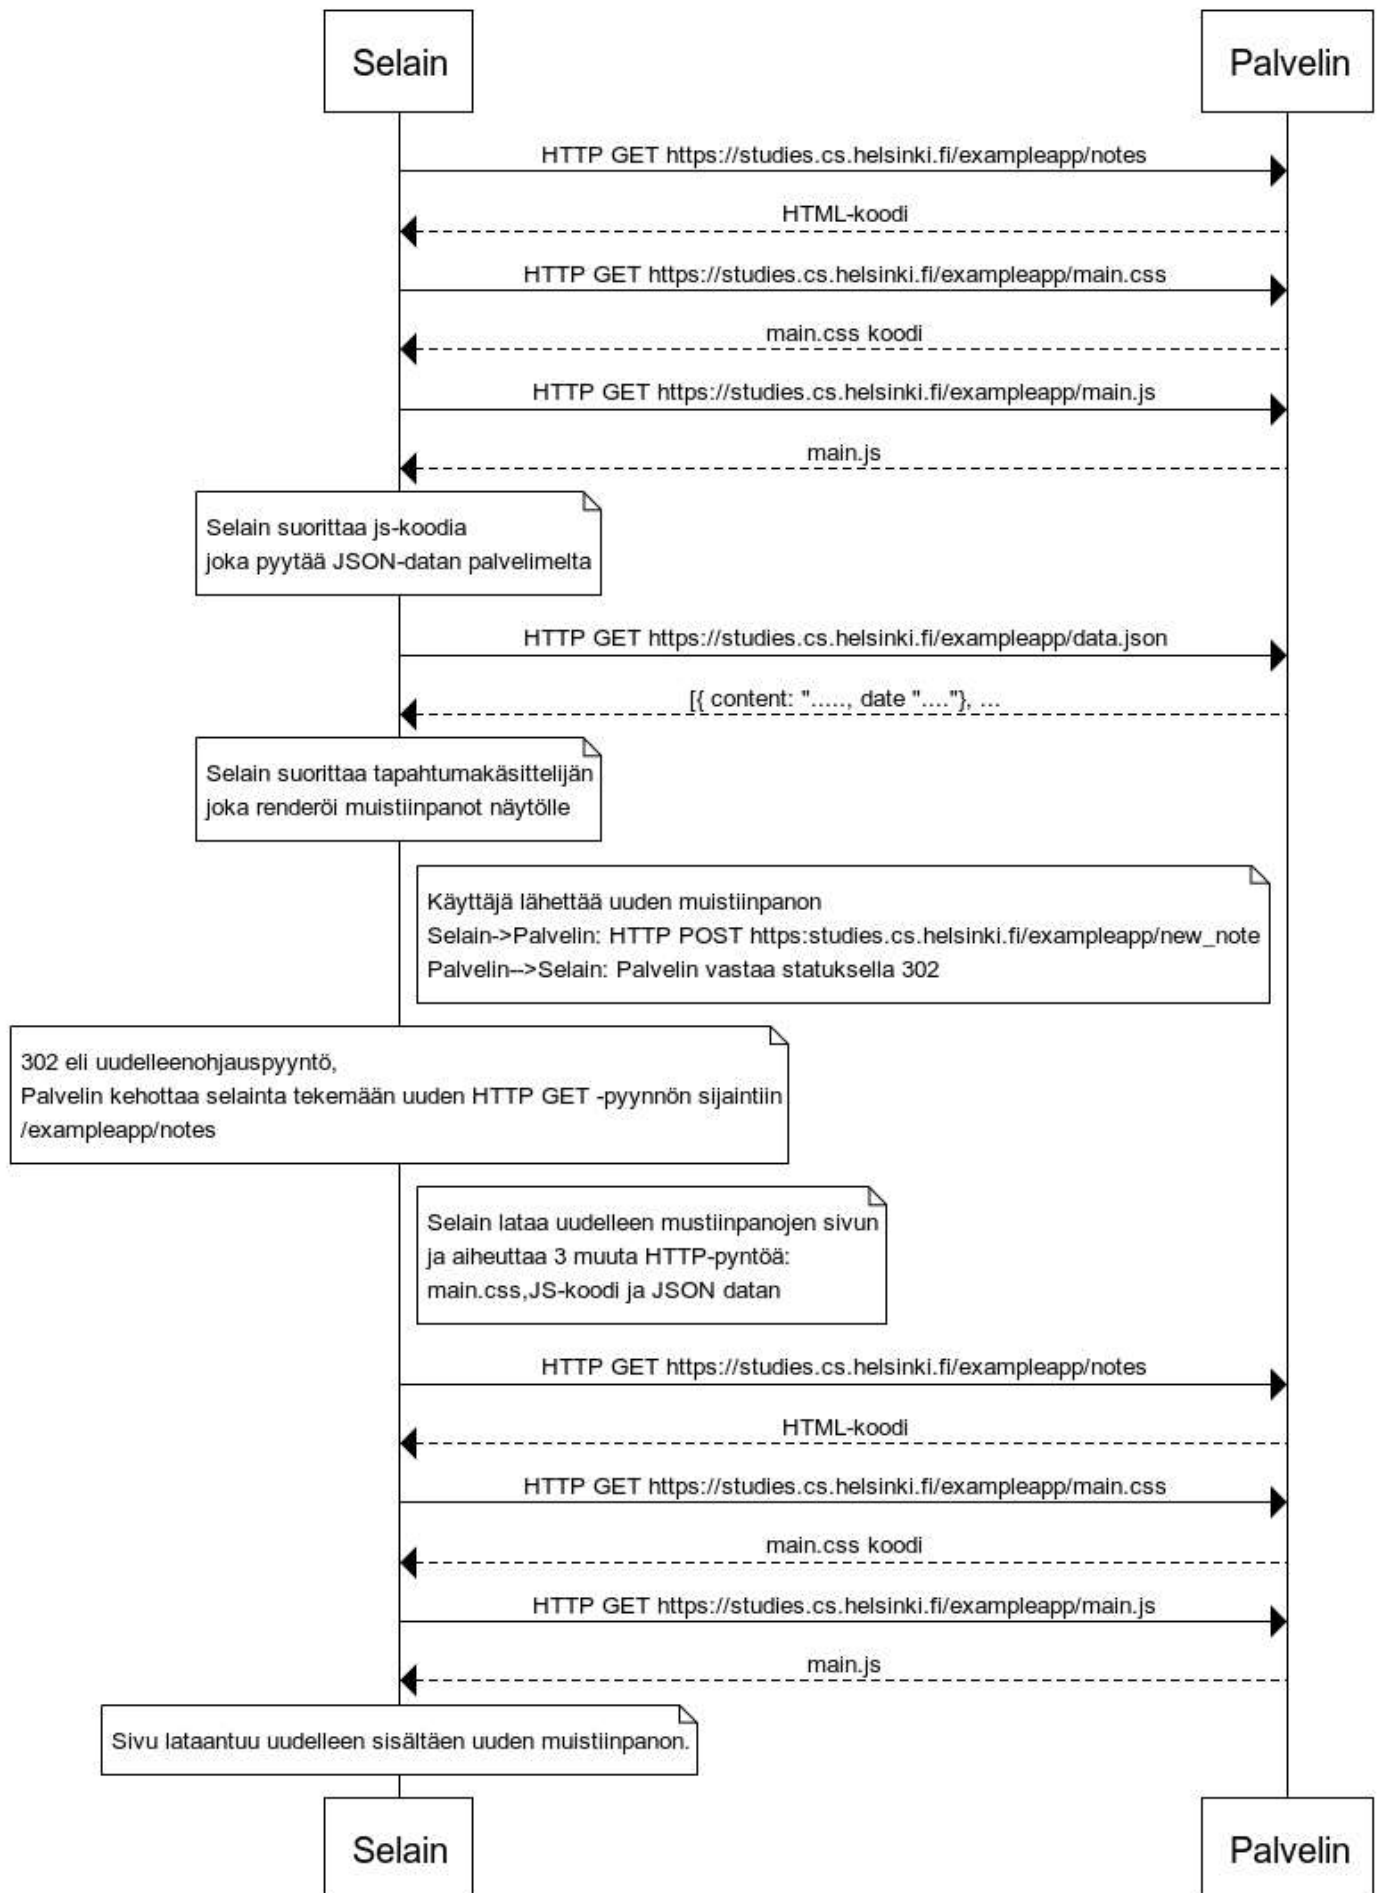 Selain Palvelin
HTTP GET https://studies.cs.helsinki.fi/exampleapp/notes
HTML-koodi
HTTP GET https://studies.cs.helsinki.fi/exampleapp/main.css
main.css koodi
HTTP GET https://studies.cs.helsinki.fi/exampleapp/main.js
main.js
Selain suorittaa js-koodia
joka pyytää JSON-datan palvelimelta
HTTP GET https://studies.cs.helsinki.fi/exampleapp/data.json
[{ content: "....., date "...."}, ...
Selain suorittaa tapahtumakäsittelijän
joka renderöi muistiinpanot näytölle
Käyttäjä lähettää uuden muistiinpanon
Selain->Palvelin: HTTP POST https:studies.cs.helsinki.fi/exampleapp/new_note
Palvelin-->Selain: Palvelin vastaa statuksella 302
302 eli uudelleenohjauspyyntö,
Palvelin kehottaa selainta tekemään uuden HTTP GET -pyynnön sijaintiin
/exampleapp/notes
Selain lataa uudelleen mustiinpanojen sivun
ja aiheuttaa 3 muuta HTTP-pyntöä:
main.css,JS-koodi ja JSON datan
HTTP GET https://studies.cs.helsinki.fi/exampleapp/notes
HTML-koodi
HTTP GET https://studies.cs.helsinki.fi/exampleapp/main.css
main.css koodi
HTTP GET https://studies.cs.helsinki.fi/exampleapp/main.js
main.js
Sivu lataantuu uudelleen sisältäen uuden muistiinpanon.
Selain Palvelin